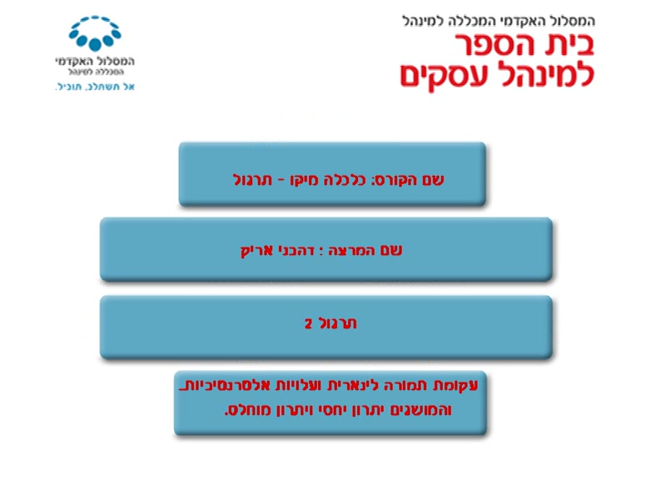 המסלול האקדמי המכללה למינהל
בית הספר
למינהל עסקים
המסלול האקדמי
המכללה למינהל
אל תשתלב. תוביל.
שם הקורס: כלכלה מיקו - תרגול
שם המרצה : דהבני אריק
תרגול 2
עקומת תמורה לינארית ועלויות אלטרנטיביות.
והמושגים יתרון יחסי ויתרון מוחלט.